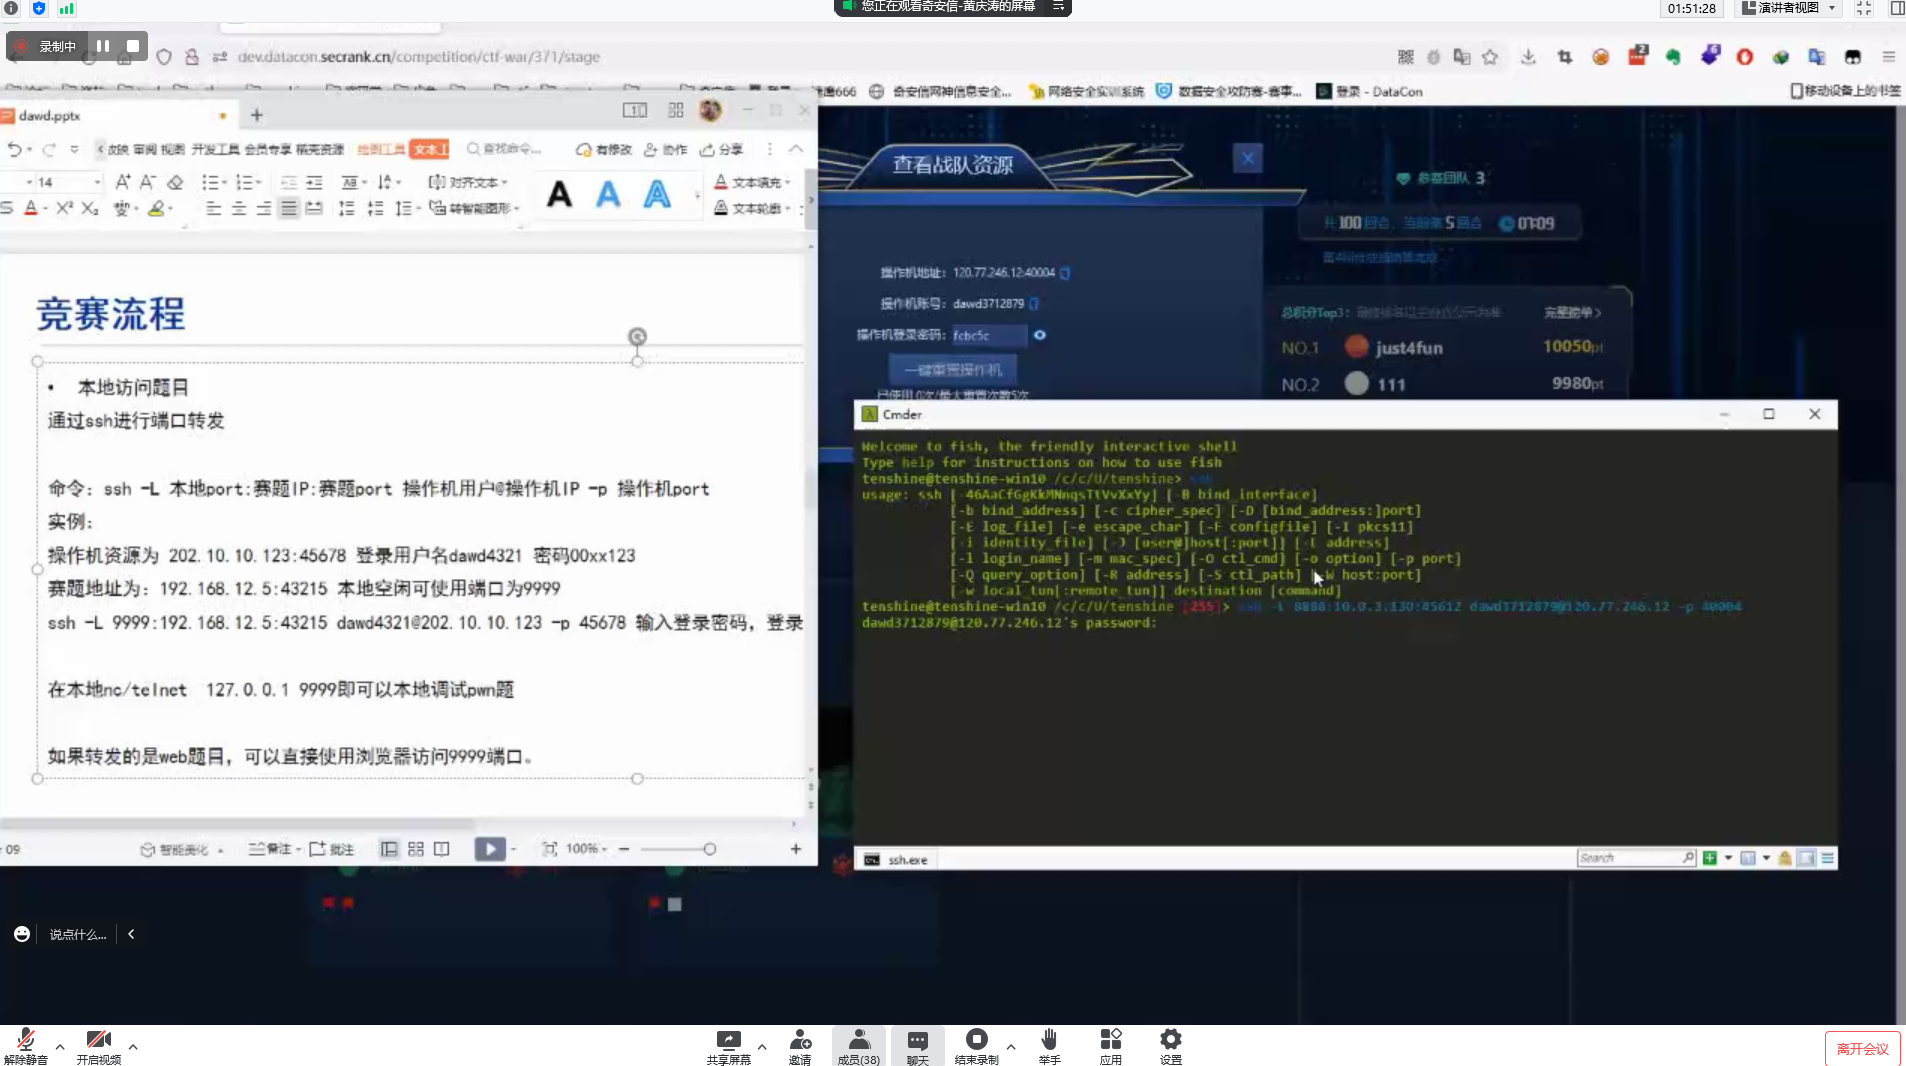 您正在观看奇安信-黄庆涛的屏幕
01:51:28
演讲者视图
录制中
dev.datacon.secrank.cn/competition/ctf-war/371/stage
奇安信网神信息安全...
网络安全实训系统
数据安全攻防赛-赛事...
登录 - DataCon
移动设备上的书签
dawd.pptx
审阅 视图 开发工具 会员专享 稻壳资源 绘图工具 文本工
查找命令...
有修改
协作
分享
14
对齐文本
文本填充
转智能图形
文本轮廓
竞赛流程
• 本地访问题目
通过ssh进行端口转发
命令：ssh -L 本地port:赛题IP:赛题port 操作机用户@操作机IP -p 操作机port
实例：
操作机资源为 202.10.10.123:45678 登录用户名dawd4321 密码00xx123
赛题地址为：192.168.12.5:43215 本地空闲可使用端口为9999
ssh -L 9999:192.168.12.5:43215 dawd4321@202.10.10.123 -p 45678 输入登录密码，登录
在本地nc/telnet 127.0.0.1 9999即可以本地调试pwn题
如果转发的是web题目，可以直接使用浏览器访问9999端口。
09
智能美化
备注
批注
100%
查看战队资源
操作机地址：120.77.246.12:40004
操作机账号：dawd3712879
操作机登录密码：fcbc5c
一键重置操作机
已使用 0次/最大重置次数5次
参赛团队 3
共100回合，当前第5回合 07:09
总积分Top3：
完整榜单>
NO.1 just4fun 10050pt
NO.2 111 9980pt
Cmder
Welcome to fish, the friendly interactive shell
Type help for instructions on how to use fish
tenshine@tenshine-win10 /c/c/U/tenshine> ssh
usage: ssh [-46AaCfGgKkMNnqsTtVvXxYy] [-B bind_interface]
[-b bind_address] [-c cipher_spec] [-D [bind_address:]port]
[-E log_file] [-e escape_char] [-F configfile] [-I pkcs11]
[-i identity_file] [-J [user@]host[:port]] [-L address]
[-l login_name] [-m mac_spec] [-O ctl_cmd] [-o option] [-p port]
[-Q query_option] [-R address] [-S ctl_path] [-W host:port]
[-w local_tun[:remote_tun]] destination [command]
tenshine@tenshine-win10 /c/c/U/tenshine [255]> ssh -L 8888:10.0.3.130:45612 dawd3712879@120.77.246.12 -p 40004
dawd3712879@120.77.246.12's password:
ssh.exe
Search
说点什么...
解除静音
开启视频
共享屏幕
邀请
成员(38)
聊天
结束录制
举手
应用
设置
离开会议